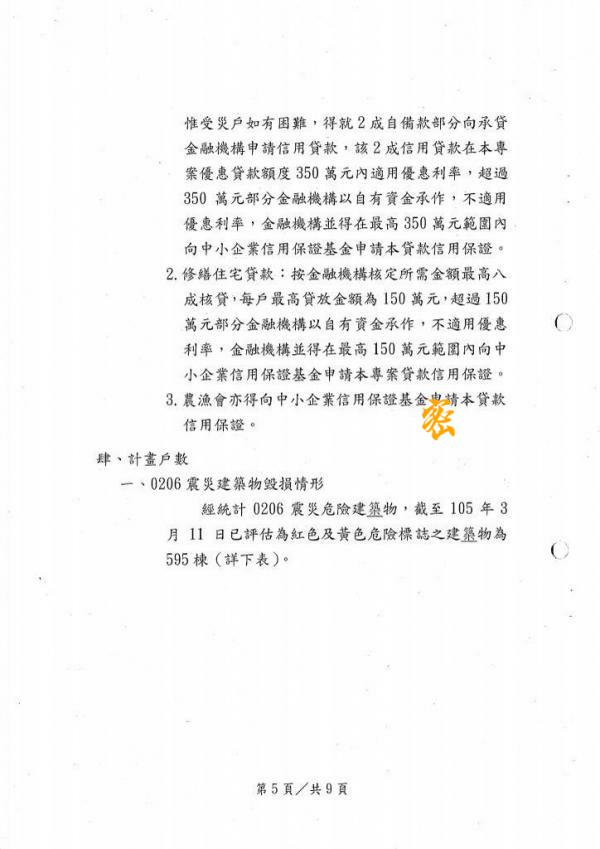 惟受災戶如有困難，得就2成自備款部分向承貸
金融機構申請信用貸款，該2成信用貸款在本專
案優惠貸款額度350萬元內適用優惠利率，超過
350 萬元部分金融機構以自有資金承作，不適用
優惠利率，金融機構並得在最高350萬元範圍內
向中小企業信用保證基金申請本貸款信用保證。
2.修繕住宅貸款：按金融機構核定所需金額最高八
成核貸，每戶最高貸放金額為150萬元，超過150
萬元部分金融機構以自有資金承作，不適用優惠
利率，金融機構並得在最高150萬元範圍內向中
小企業信用保證基金申請本專案貸款信用保證。
3.農漁會亦得向中小企業信用保證基金申請本貸款
信用保證。
密
肆、計畫戶數
一、0206震災建築物毀損情形
經統計 0206 震災危險建築物，截至 105 年 3
月 11 日已評估為紅色及黃色危險標誌之建築物為
595棟（詳下表）。
第5頁／共9頁